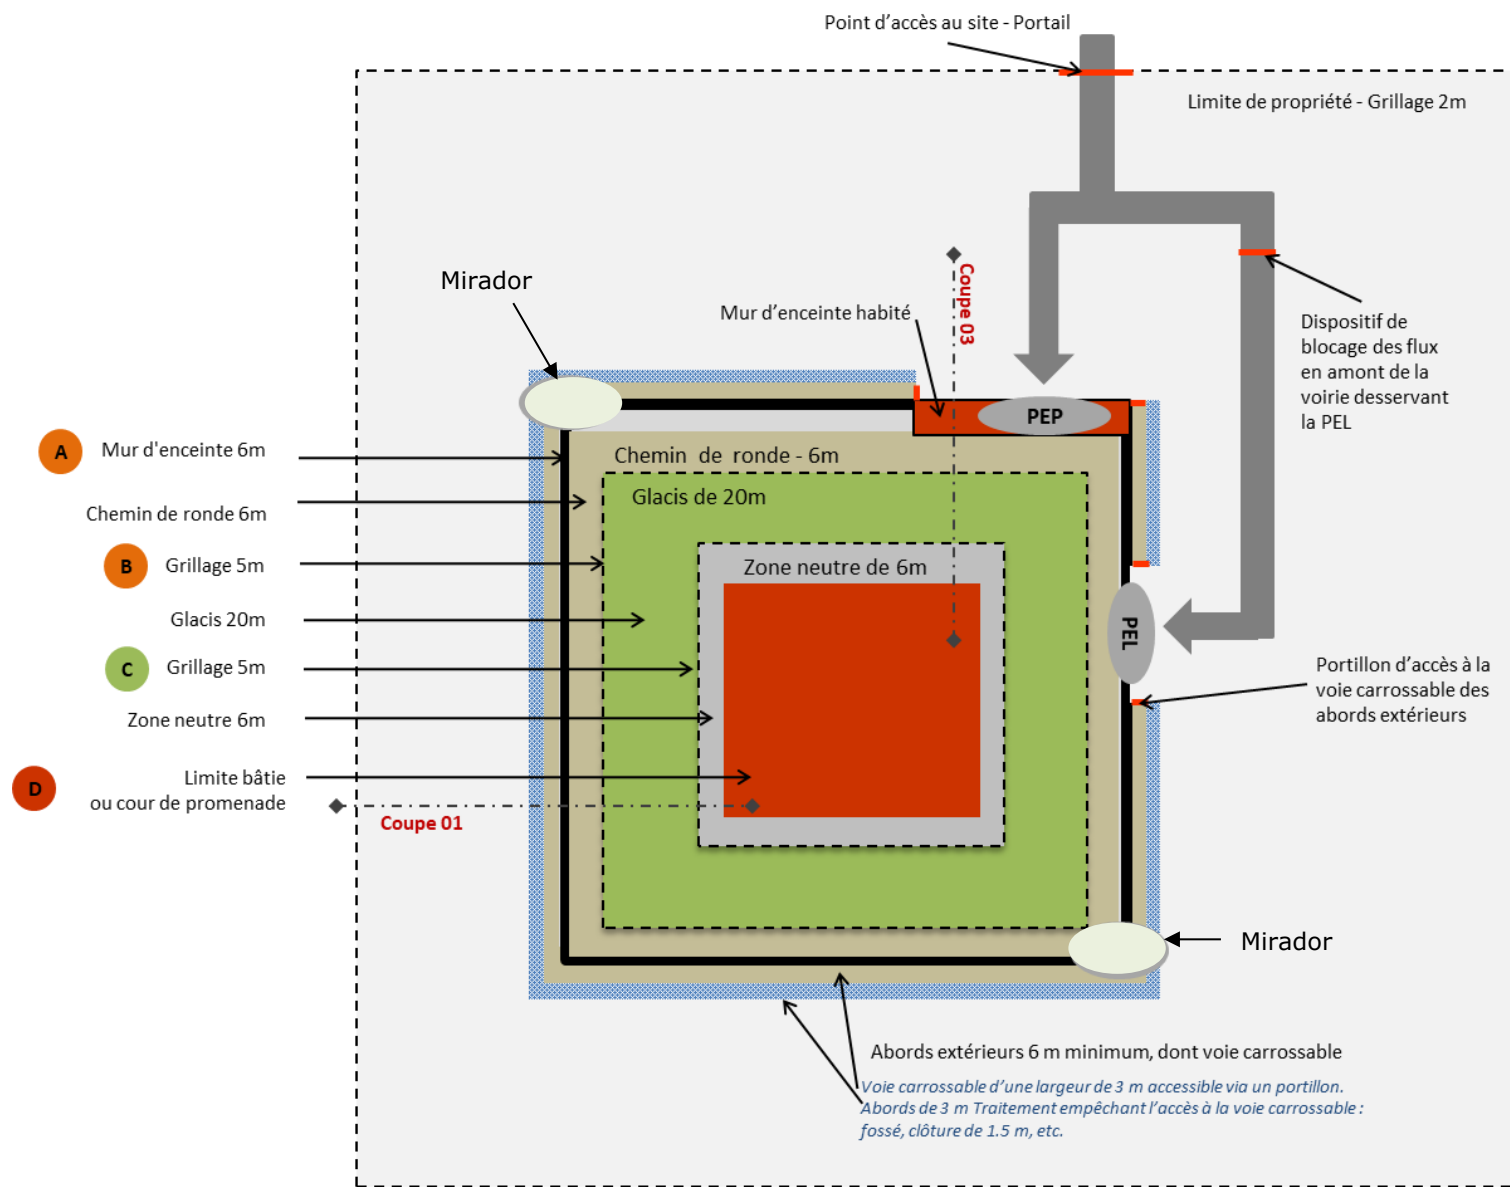 Point d’accès au site - Portail
Limite de propriété - Grillage 2m
Mirador
Mur d’enceinte habité
Coupe 03
Dispositif de
blocage des flux
en amont de la
voirie desservant
la PEL
PEP
A
Mur d'enceinte 6m
Chemin de ronde - 6m
Glacis de 20m
Chemin de ronde 6m
B
Grillage 5m
Zone neutre de 6m
Glacis 20m
PEL
C
Grillage 5m
Portillon d’accès à la
voie carrossable des
abords extérieurs
Zone neutre 6m
D
Limite bâtie
ou cour de promenade
Coupe 01
Mirador
Abords extérieurs 6 m minimum, dont voie carrossable
Voie carrossable d’une largeur de 3 m accessible via un portillon.
Abords de 3 m Traitement empêchant l’accès à la voie carrossable :
fossé, clôture de 1.5 m, etc.